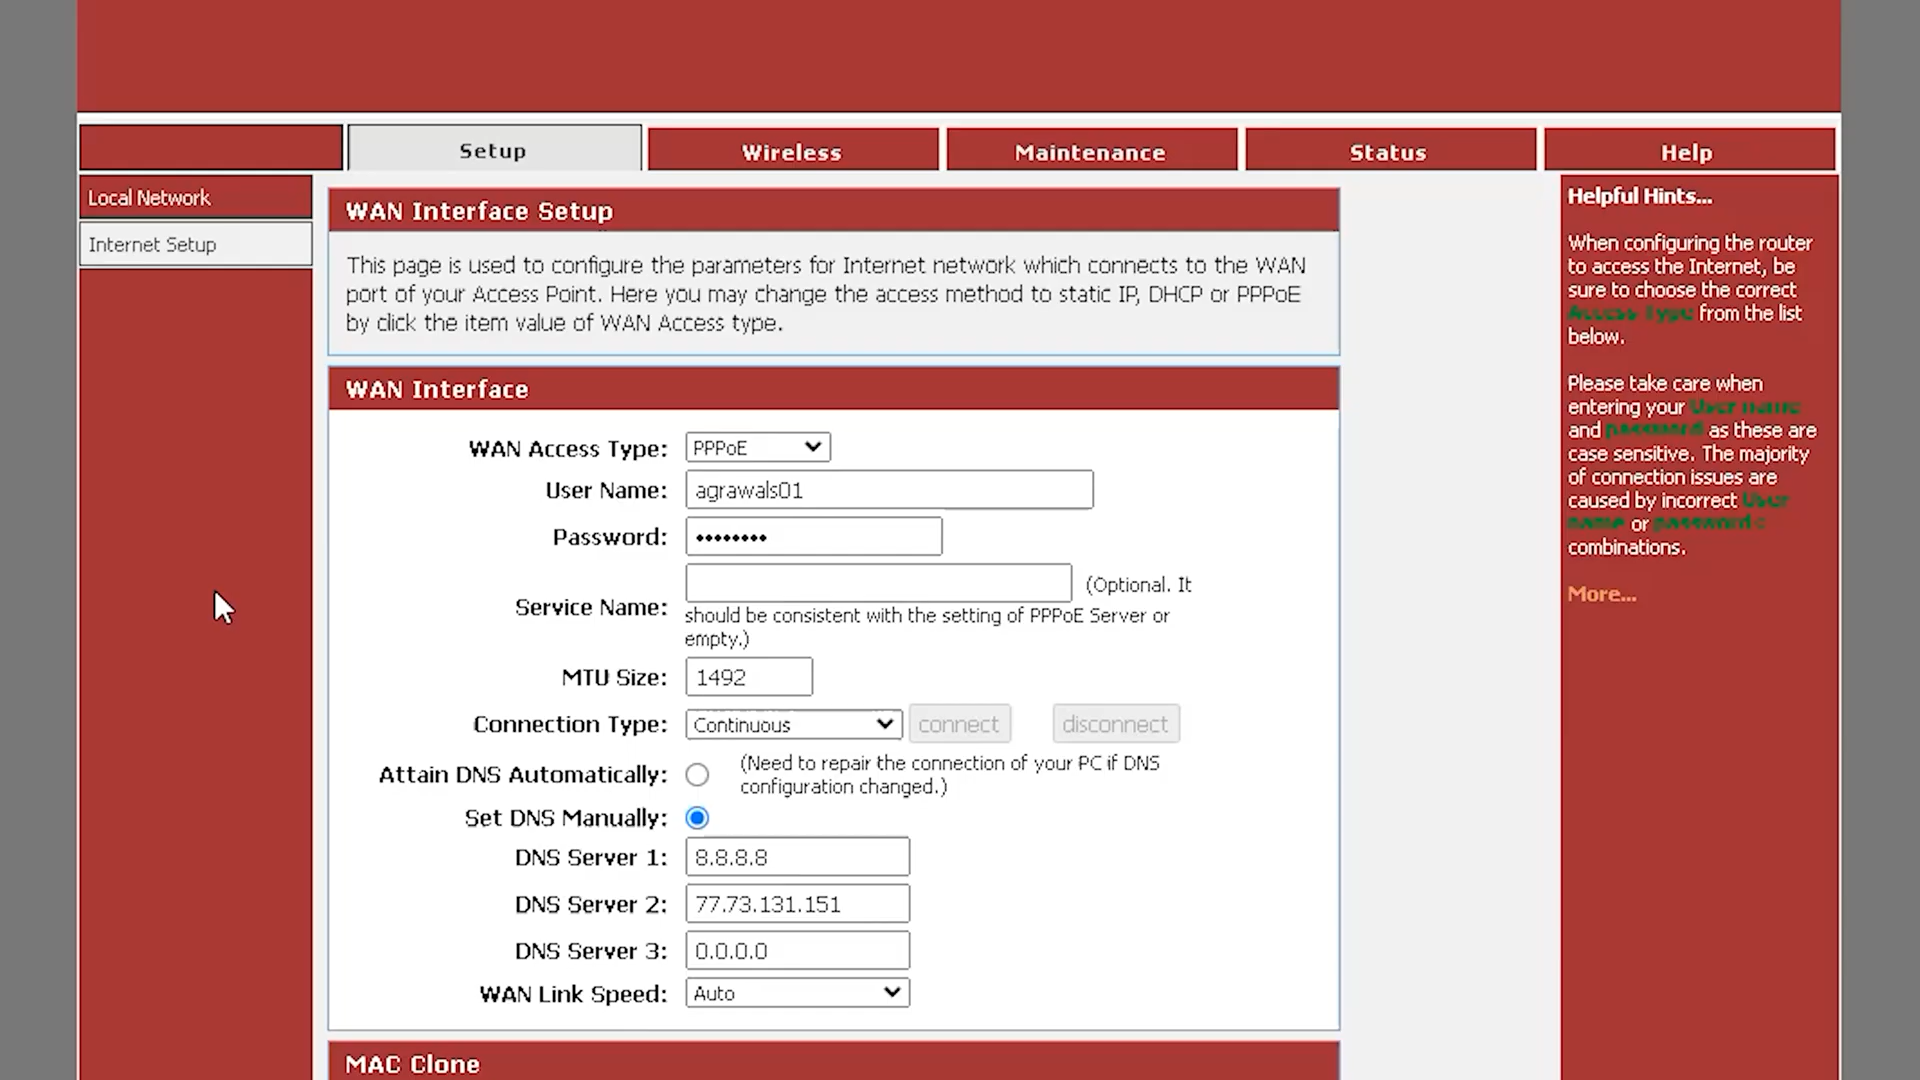 Setup
Wireless
Maintenance
Status
Help
Local Network
Internet Setup
WAN Interface Setup
This page is used to configure the parameters for Internet network which connects to the WAN
port of your Access Point. Here you may change the access method to static IP, DHCP or PPPoE
by click the item value of WAN Access type.
WAN Interface
WAN Access Type: PPPoE
User Name: agrawals01
Password: ••••••••
Service Name: (Optional. It
should be consistent with the setting of PPPoE Server or
empty.)
MTU Size: 1492
Connection Type: Continuous connect disconnect
Attain DNS Automatically: (Need to repair the connection of your PC if DNS
configuration changed.)
Set DNS Manually:
DNS Server 1: 8.8.8.8
DNS Server 2: 77.73.131.151
DNS Server 3: 0.0.0.0
WAN Link Speed: Auto
MAC Clone
Helpful Hints...
When configuring the router
to access the Internet, be
sure to choose the correct
Access Type from the list
below.
Please take care when
entering your User name
and password as these are
case sensitive. The majority
of connection issues are
caused by incorrect User
name or password
combinations.
More...